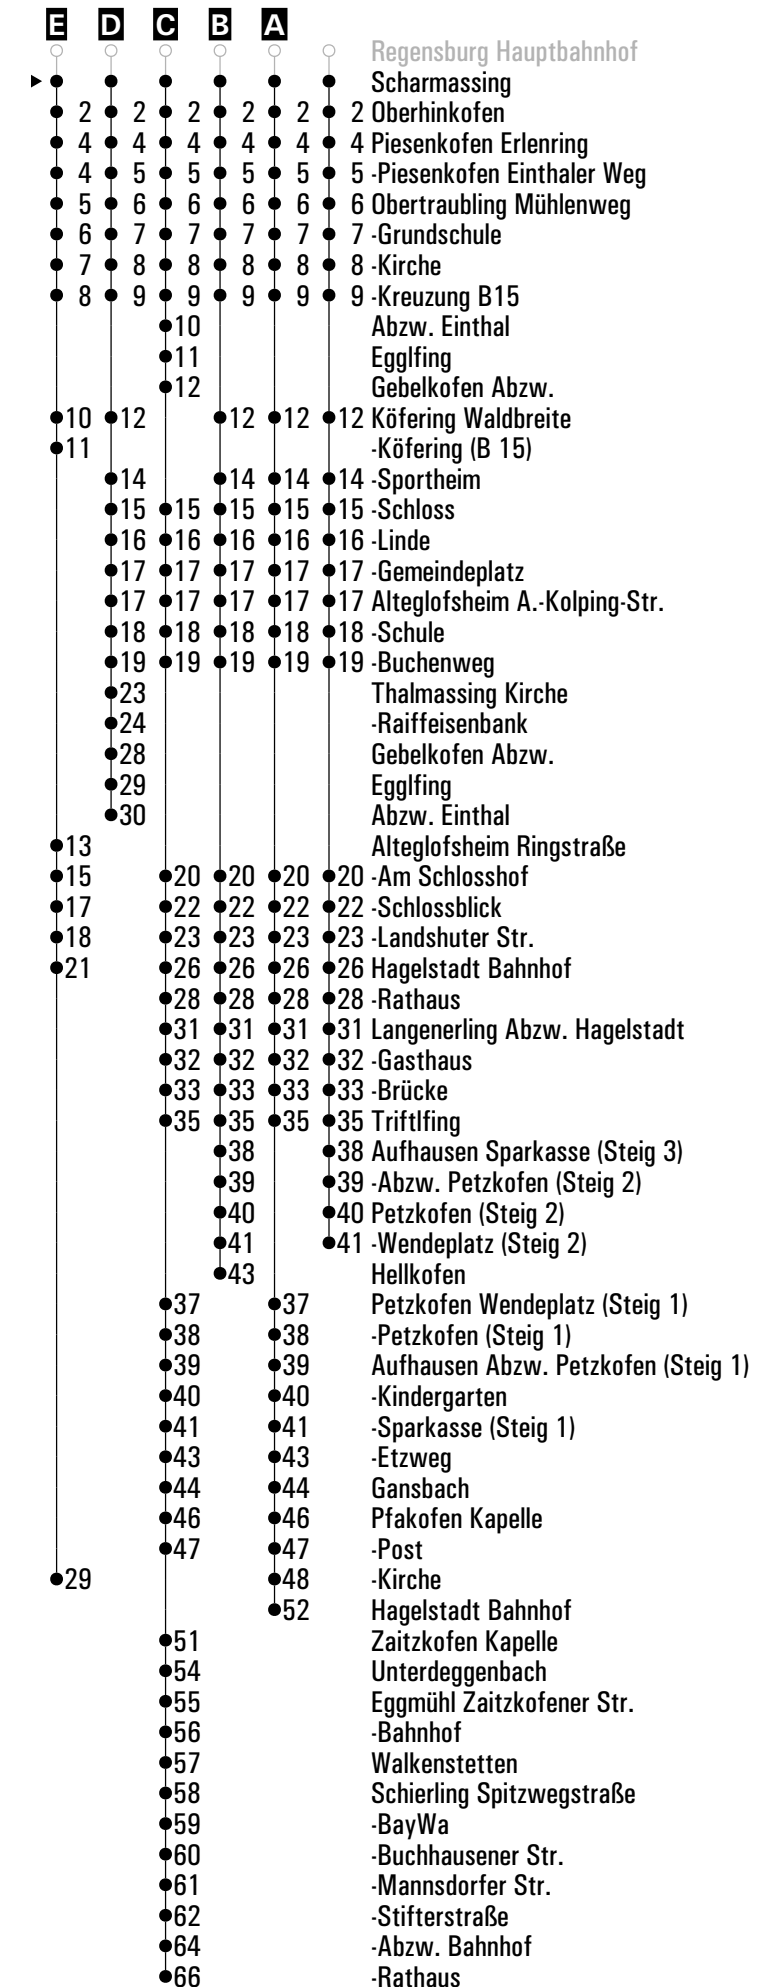 E D C B A
Regensburg Hauptbahnhof
Scharmassing
2 2 2 2 2 2 Oberhinkofen
4 4 4 4 4 4 Piesenkofen Erlenring
4 5 5 5 5 5 -Piesenkofen Einthaler Weg
5 6 6 6 6 6 Obertraubling Mühlenweg
6 7 7 7 7 7 -Grundschule
7 8 8 8 8 8 -Kirche
8 9 9 9 9 9 -Kreuzung B15
10 Abzw. Einthal
11 Egglfing
12 Gebelkofen Abzw.
10 12 12 12 12 Köfering Waldbreite
11 -Köfering (B 15)
14 14 14 14 -Sportheim
15 15 15 15 15 -Schloss
16 16 16 16 16 -Linde
17 17 17 17 17 -Gemeindeplatz
17 17 17 17 17 Alteglofsheim A.-Kolping-Str.
18 18 18 18 18 -Schule
19 19 19 19 19 -Buchenweg
23 Thalmassing Kirche
24 -Raiffeisenbank
28 Gebelkofen Abzw.
29 Egglfing
30 Abzw. Einthal
13 Alteglofsheim Ringstraße
15 20 20 20 20 -Am Schlosshof
17 22 22 22 22 -Schlossblick
18 23 23 23 23 -Landshuter Str.
21 26 26 26 26 Hagelstadt Bahnhof
28 28 28 28 -Rathaus
31 31 31 31 Langenerling Abzw. Hagelstadt
32 32 32 32 -Gasthaus
33 33 33 33 -Brücke
35 35 35 35 Triftlfing
38 38 Aufhausen Sparkasse (Steig 3)
39 39 -Abzw. Petzkofen (Steig 2)
40 40 Petzkofen (Steig 2)
41 41 -Wendeplatz (Steig 2)
43 Hellkofen
37 37 Petzkofen Wendeplatz (Steig 1)
38 38 -Petzkofen (Steig 1)
39 39 Aufhausen Abzw. Petzkofen (Steig 1)
40 40 -Kindergarten
41 41 -Sparkasse (Steig 1)
43 43 -Etzweg
44 44 Gansbach
46 46 Pfakofen Kapelle
47 47 -Post
29 48 -Kirche
52 Hagelstadt Bahnhof
51 Zaitzkofen Kapelle
54 Unterdeggenbach
55 Eggmühl Zaitzkofener Str.
56 -Bahnhof
57 Walkenstetten
58 Schierling Spitzwegstraße
59 -BayWa
60 -Buchhausener Str.
61 -Mannsdorfer Str.
62 -Stifterstraße
64 -Abzw. Bahnhof
66 -Rathaus